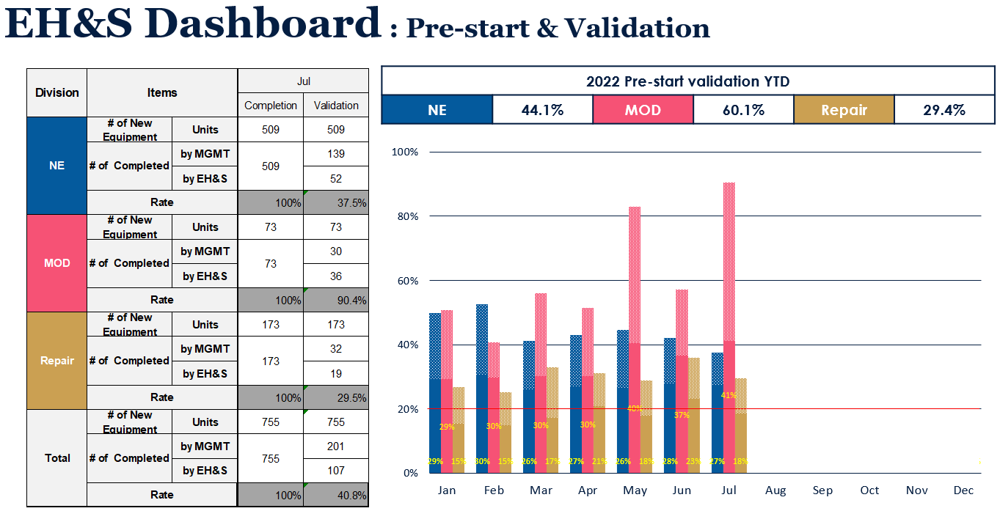 EH&S Dashboard : Pre-start & Validation
Division Items Jul
Completion Validation
NE # of New Equipment Units 509 509
# of Completed by MGMT 509 139
by EH&S 52
Rate 100% 37.5%
MOD # of New Equipment Units 73 73
# of Completed by MGMT 73 30
by EH&S 36
Rate 100% 90.4%
Repair # of New Equipment Units 173 173
# of Completed by MGMT 173 32
by EH&S 19
Rate 100% 29.5%
Total # of New Equipment Units 755 755
# of Completed by MGMT 755 201
by EH&S 107
Rate 100% 40.8%
2022 Pre-start validation YTD
NE 44.1% MOD 60.1% Repair 29.4%
100%
80%
60%
40%
20%
0%
29% 30% 30% 30% 40% 37% 41%
29% 15% 30% 15% 26% 17% 27% 21% 26% 18% 28% 23% 27% 18%
Jan Feb Mar Apr May Jun Jul Aug Sep Oct Nov Dec